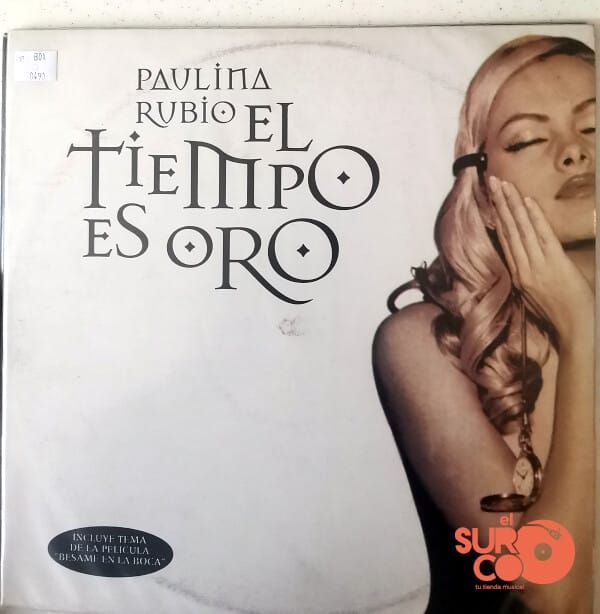 BOX
0690
PAULINA
RUBIO EL
TIEMPO
ES ORO
INCLUYE TEMA
DE LA PELICULA
"BESAME EN LA BOCA"
el
SURCO
tu tienda musical